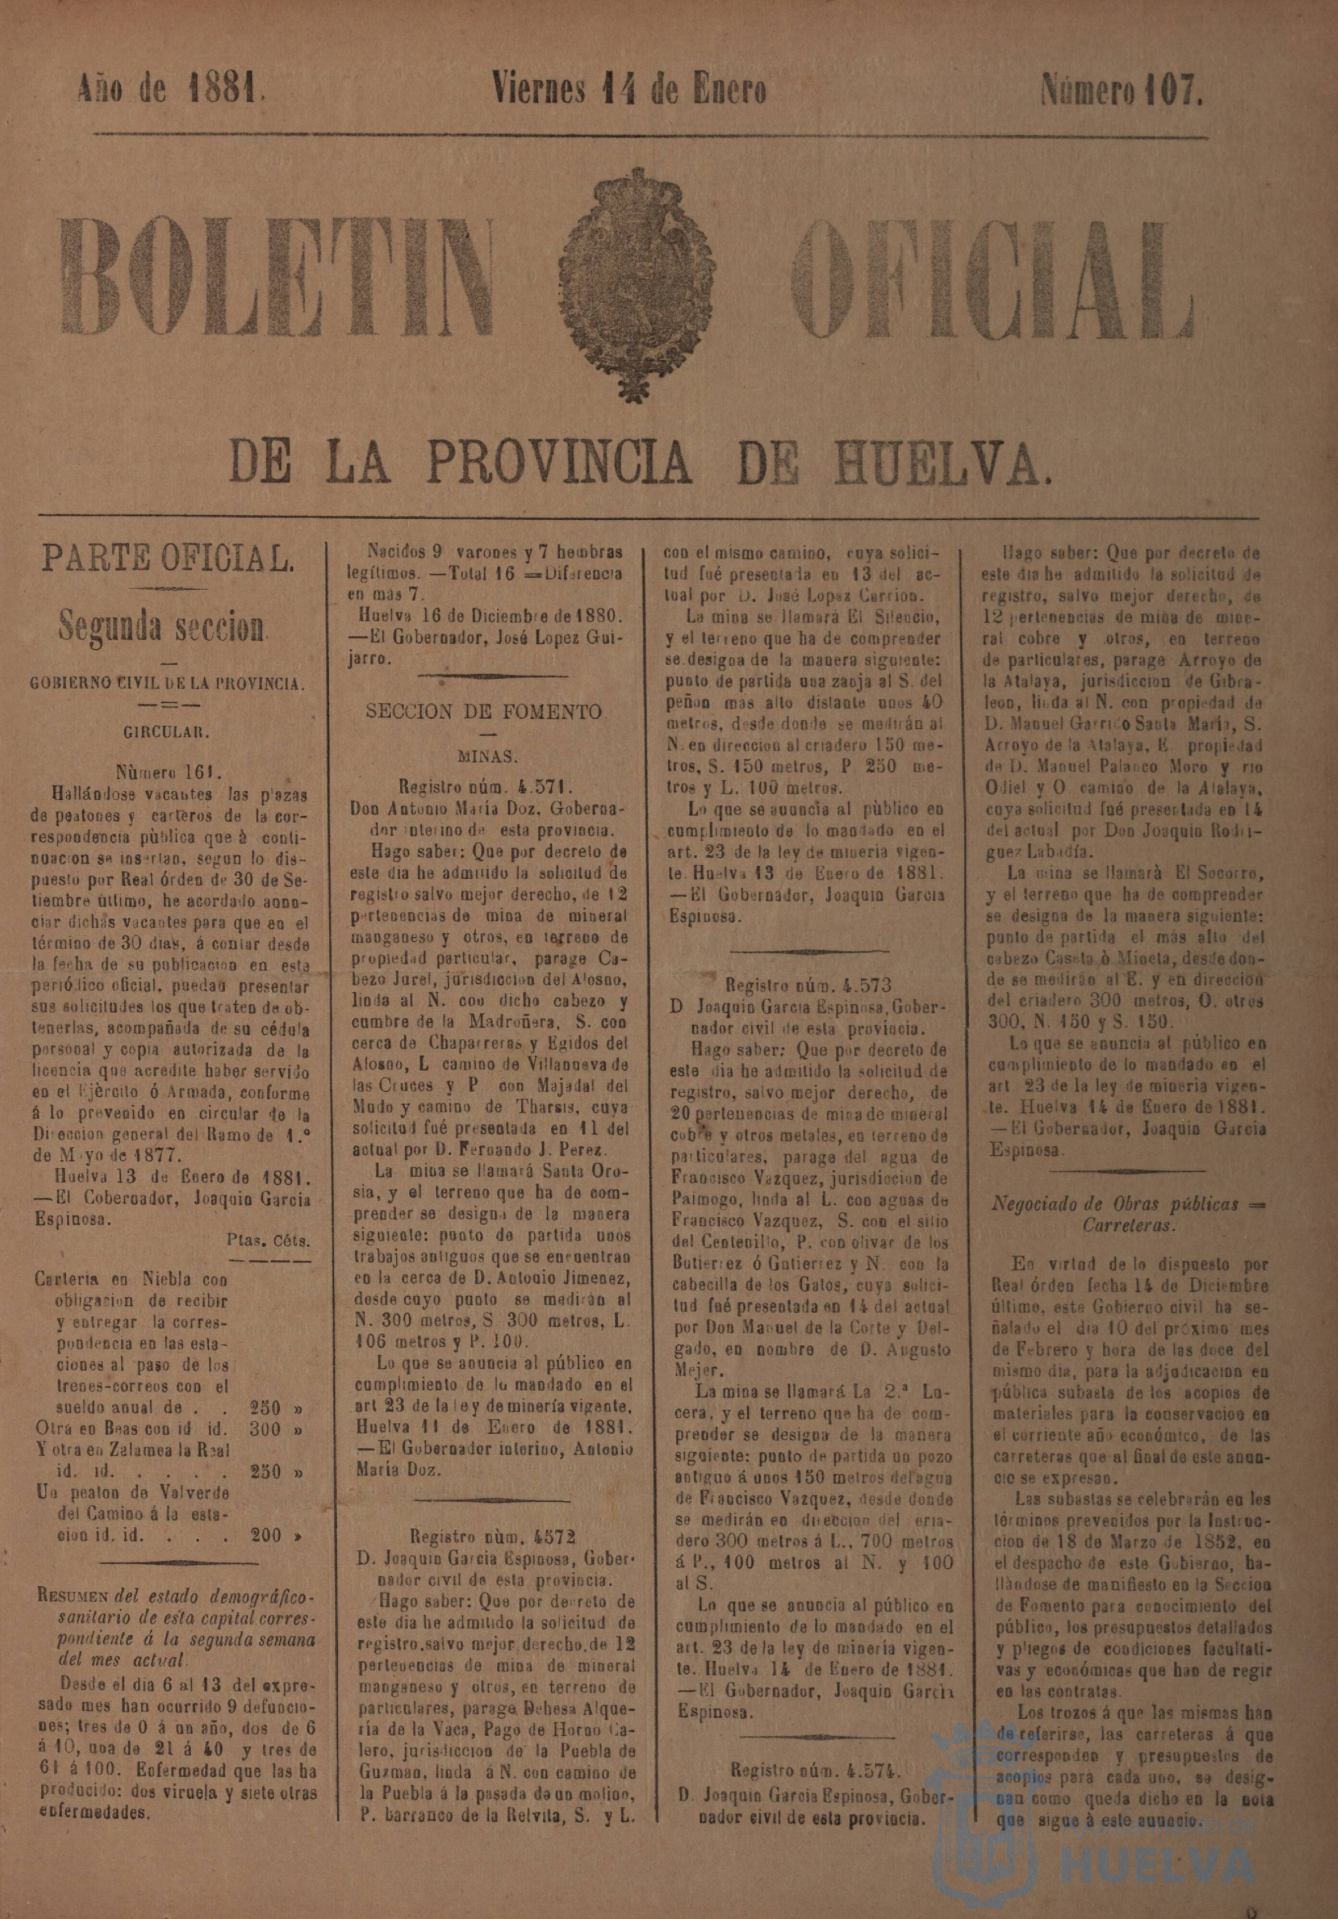 Año de 1881.
Viernes 14 de Enero
Número 107.
BOLETIN OFICIAL
DE LA PROVINCIA DE HUELVA.
PARTE OFICIAL.
Segunda seccion.
GOBIERNO CIVIL DE LA PROVINCIA.
CIRCULAR.
Nùmero 161.
Hallándose vacantes las plazas
de peatones y carteros de la cor-
respondencia pùblica que à conti-
nuacion se insertan, segun lo dis-
puesto por Real órden de 30 de Se-
tiembre último, he acordado anun-
ciar dichas vacantes para que en el
término de 30 dias, á contar desde
la fecha de su publicacion en este
periódico oficial, puedan presentar
sus solicitudes los que traten de ob-
tenerlas, acompañada de su cédula
personal y copia autorizada de la
licencia que acredite haber servido
en el Ejèrcito ó Armada, conforme
á lo prevenido en circular de la
Direccion general del Ramo de 1.º
de Mayo de 1877.
Huelva 13 de Enero de 1881.
—El Gobernador, Joaquin Garcia
Espinosa.
Ptas. Cèts.
Carteria en Niebla con
obligacion de recibir
y entregar la corres-
pondencia en las esta-
ciones al paso de los
trenes-correos con el
sueldo anual de . . 250 »
Otra en Beas con id id. 300 »
Y otra en Zalamea la Real
id. id. . . . . 250 »
Un peaton de Valverde
del Camino á la esta-
cion id. id. . . . 200 »
RESUMEN del estado demográfico-
sanitario de esta capital corres-
pondiente á la segunda semana
del mes actual.
Desde el dia 6 al 13 del expre-
sado mes han ocurrido 9 defuncio-
nes; tres de 0 á un año, dos de 6
á 10, una de 21 á 40 y tres de
61 á 100. Enfermedad que las ha
producido: dos viruela y siete otras
enfermedades.
Nacidos 9 varones y 7 hembras
legítimos. —Total 16 =Diferencia
en más 7.
Huelva 16 de Diciembre de 1880.
—El Gobernador, José Lopez Gui-
jarro.
SECCION DE FOMENTO
MINAS.
Registro núm. 4.571.
Don Antonio María Doz, Goberna-
dor interino de esta provincia.
Hago saber: Que por decreto de
este dia he admitido la solicitud de
registro salvo mejor derecho, de 12
pertenencias de mina de mineral
manganeso y otros, en terreno de
propiedad particular, parage Ca-
bezo Jurel, jurisdiccion del Alosno,
linda al N. con dicho cabezo y
cumbre de la Madroñera, S. con
cerca de Chaparreras y Egidos del
Alosno, L camino de Villanueva de
las Cruces y P con Majadal del
Mudo y camino de Tharsis, cuya
solicitud fué presentada en 11 del
actual por D. Fernando J. Perez.
La mina se llamará Santa Oro-
sia, y el terreno que ha de com-
prender se designa de la manera
siguiente: punto de partida unos
trabajos antiguos que se encuentran
en la cerca de D. Antonio Jimenez,
desde cuyo punto se medirán al
N. 300 metros, S 300 metros, L.
106 metros y P. 100.
Lo que se anuncia al público en
cumplimiento de lo mandado en el
art 23 de la ley de minería vigente.
Huelva 11 de Enero de 1881.
—El Gobernador interino, Antonio
María Doz.
Registro nùm. 4572
D. Joaquin Garcia Espinosa, Gober-
nador civil de esta provincia.
Hago saber: Que por decreto de
este dia he admitido la solicitud de
registro, salvo mejor derecho, de 12
pertenencias de mina de mineral
manganeso y otros, en terreno de
particulares, parage Dehesa Alque-
ría de la Vaca, Pago de Horno Ca-
lero, jurisdiccion de la Puebla de
Guzman, linda á N. con camino de
la Puebla á la pasada de un molino,
P. barranco de la Relvila, S. y L.
con el mismo camino, cuya solici-
tud fué presentada en 13 del ac-
tual por D. José Lopez Carrion.
La mina se llamará El Silencio,
y el terreno que ha de comprender
se designa de la manera siguiente:
punto de partida una zanja al S. del
peñon más alto distante unos 40
metros, desde donde se medirán al
N. en direccion al criadero 150 me-
tros, S. 150 metros, P. 250 me-
tros y L. 100 metros.
Lo que se anuncia al pùblico en
cumplimiento de lo mandado en el
art. 23 de la ley de mineria vigen-
te. Huelva 13 de Enero de 1881.
—El Gobernador, Joaquin Garcia
Espinosa.
Registro núm. 4.573
D Joaquin Garcia Espinosa, Gober-
nador civil de esta provincia.
Hago saber: Que por decreto de
este dia he admitido la solicitud de
registro, salvo mejor derecho, de
20 pertenencias de mina de mineral
cobre y otros metales, en terreno de
particulares, parage del agua de
Francisco Vazquez, jurisdiccion de
Paimogo, linda al L. con aguas de
Francisco Vazquez, S. con el sitio
del Centenillo, P. con olivar de los
Butierrez ó Gutierrez y N. con la
cabecilla de los Gatos, cuya solici-
tud fué presentada en 14 del actual
por Don Manuel de la Corte y Del-
gado, en nombre de D. Augusto
Mejer.
La mina se llamará La 2.ª Lu-
cera, y el terreno que ha de com-
prender se designa de la manera
siguiente: punto de partida un pozo
antiguo á unos 150 metros del agua
de Francisco Vazquez, desde donde
se medirán en direccion del cria-
dero 300 metros á L., 700 metros
á P., 100 metros al N. y 100
al S.
Lo que se anuncia al público en
cumplimiento de lo mandado en el
art. 23 de la ley de minería vigen-
te. Huelva 14 de Enero de 1881.
—El Gobernador, Joaquin Garcia
Espinosa.
Registro núm. 4.574.
D. Joaquin Garcia Espinosa, Gober-
nador civil de esta provincia.
Hago saber: Que por decreto de
este dia he admitido la solicitud de
registro, salvo mejor derecho, de
12 pertenencias de mina de mine-
ral cobre y otros, en terreno
de particulares, parage Arroyo de
la Atalaya, jurisdiccion de Gibra-
leon, linda al N. con propiedad de
D. Manuel Garrido Santa María, S.
Arroyo de la Atalaya, E. propiedad
de D. Manuel Palanco Moro y rio
Odiel y O camino de la Atalaya,
cuya solicitud fué presentada en 14
del actual por Don Joaquin Rodri-
guez Labadía.
La mina se llamarà El Socorro,
y el terreno que ha de comprender
se designa de la manera siguiente:
punto de partida el más alto del
cabezo Caseta ò Mineta, desde don-
de se medirán al E. y en direccion
del criadero 300 metros, O. otros
300, N. 150 y S. 150.
Lo que se anuncia al público en
cumplimiento de lo mandado en el
art 23 de la ley de mineria vigen-
te. Huelva 14 de Enero de 1881.
—El Gobernador, Joaquin Garcia
Espinosa.
Negociado de Obras públicas =
Carreteras.
En virtud de lo dispuesto por
Real órden fecha 14 de Diciembre
último, este Gobierno civil ha se-
ñalado el dia 10 del próximo mes
de Febrero y hora de las doce del
mismo dia, para la adjudicacion en
pública subasta de los acopios de
materiales para la conservacion en
el corriente año económico, de las
carreteras que al final de este anun-
cio se expresan.
Las subastas se celebrarán en los
términos prevenidos por la Instruc-
cion de 18 de Marzo de 1852, en
el despacho de este Gobierno, ha-
llándose de manifiesto en la Seccion
de Fomento para conocimiento del
público, los presupuestos detallados
y pliegos de condiciones facultati-
vas y económicas que han de regir
en las contratas.
Los trozos á que las mismas han
de referirse, las carreteras á que
corresponden y presupuestos de
acopios para cada uno, se desig-
nan como queda dicho en la nota
que sigue à este anuncio.
HUELVA